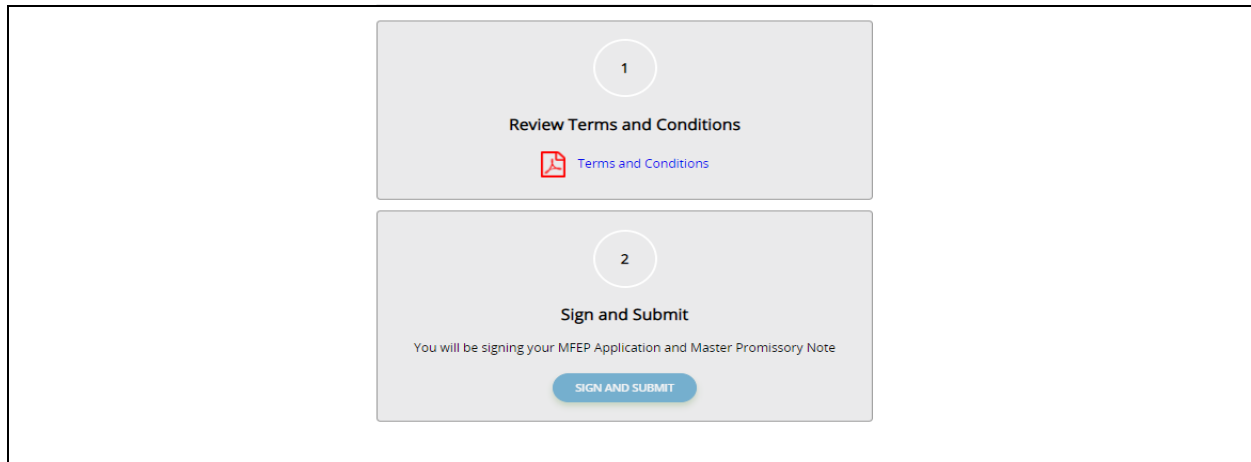 1
Review Terms and Conditions
Terms and Conditions
2
Sign and Submit
You will be signing your MFEP Application and Master Promissory Note
SIGN AND SUBMIT